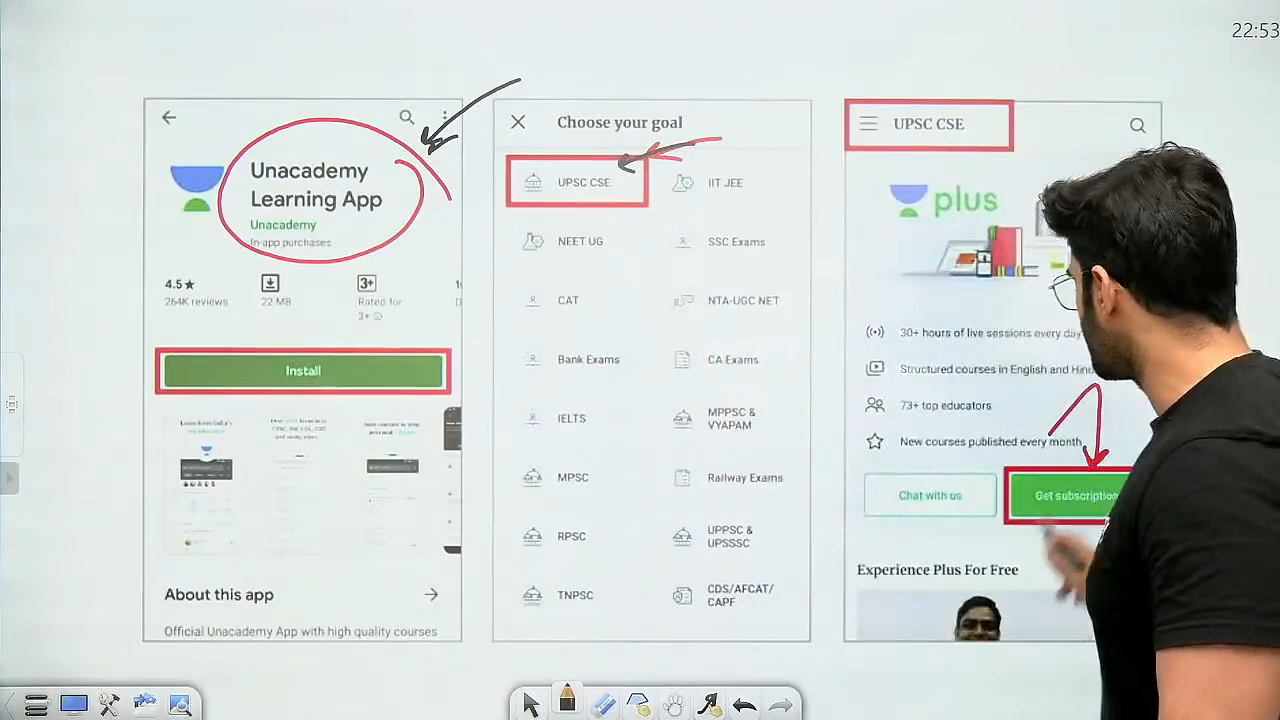 22:53
Unacademy
Learning App
Unacademy
In-app purchases
4.5★
264K reviews
22 MB
3+
Rated for
3+
Install
About this app
Official Unacademy App with high quality courses
Choose your goal
UPSC CSE
IIT JEE
NEET UG
SSC Exams
CAT
NTA-UGC NET
Bank Exams
CA Exams
IELTS
MPPSC &
VYAPAM
MPSC
Railway Exams
RPSC
UPPSC &
UPSSSC
TNPSC
CDS/AFCAT/
CAPF
UPSC CSE
plus
30+ hours of live sessions every day
Structured courses in English and Hin
73+ top educators
New courses published every month
Chat with us
Get subscription
Experience Plus For Free